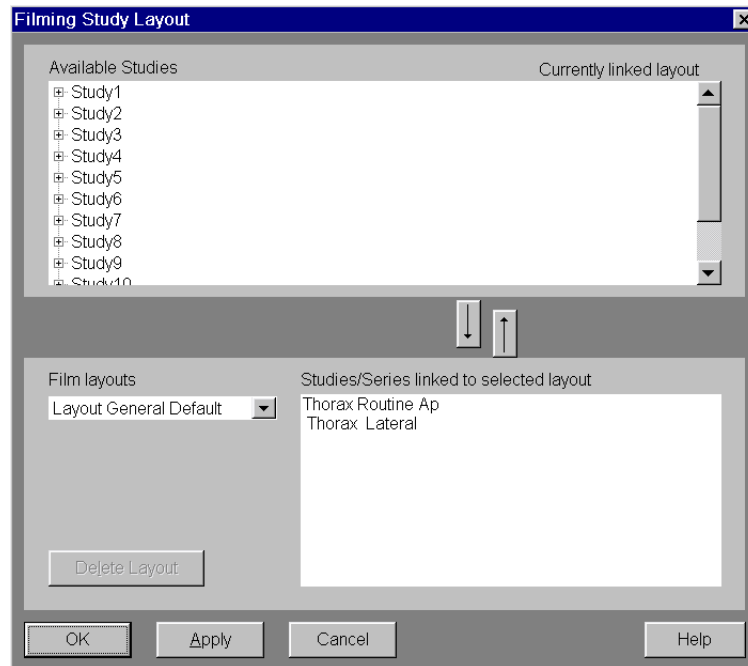 Filming Study Layout
Available Studies
Currently linked layout
Study1
Study2
Study3
Study4
Study5
Study6
Study7
Study8
Study9
Study10
Film layouts
Studies/Series linked to selected layout
Layout General Default
Thorax Routine Ap
Thorax Lateral
Delete Layout
OK
Apply
Cancel
Help